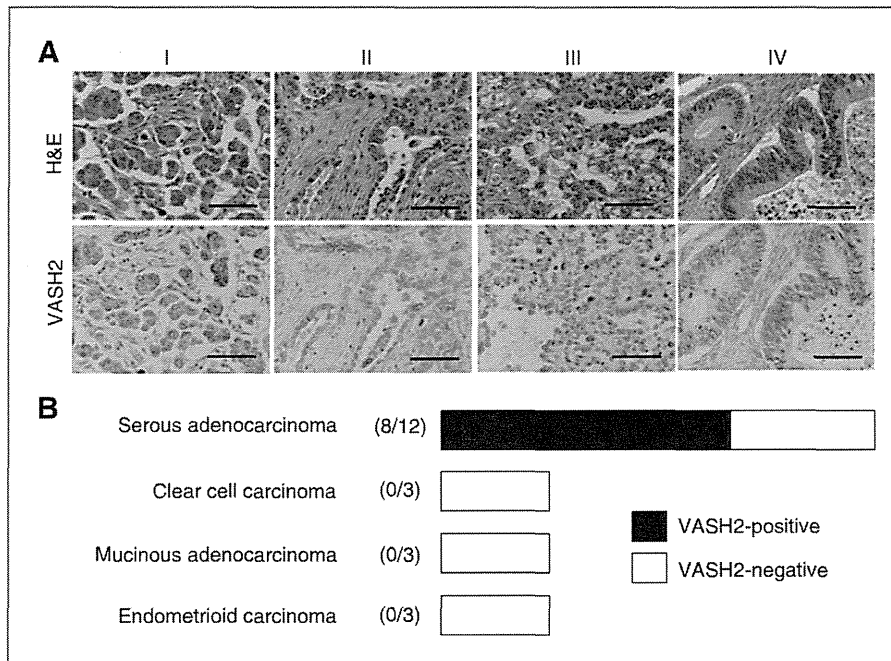 A
I II III IV
H&E
VASH2
B
Serous adenocarcinoma (8/12)
Clear cell carcinoma (0/3)
Mucinous adenocarcinoma (0/3)
Endometrioid carcinoma (0/3)
VASH2-positive
VASH2-negative